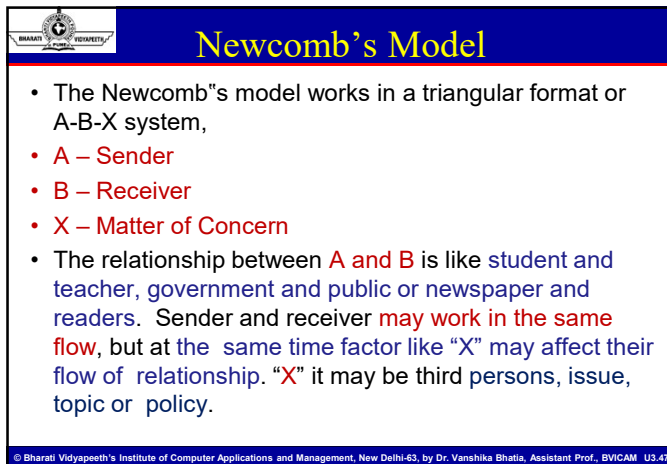 BHARATI
VIDYAPEETH
PUNE
Newcomb’s Model
• The Newcomb‟s model works in a triangular format or
A-B-X system,
• A – Sender
• B – Receiver
• X – Matter of Concern
• The relationship between A and B is like student and
teacher, government and public or newspaper and
readers.  Sender and receiver may work in the same
flow, but at the  same time factor like “X” may affect their
flow of  relationship. “X” it may be third persons, issue,
topic or  policy.
© Bharati Vidyapeeth’s Institute of Computer Applications and Management, New Delhi-63, by Dr. Vanshika Bhatia, Assistant Prof., BVICAM  U3.47